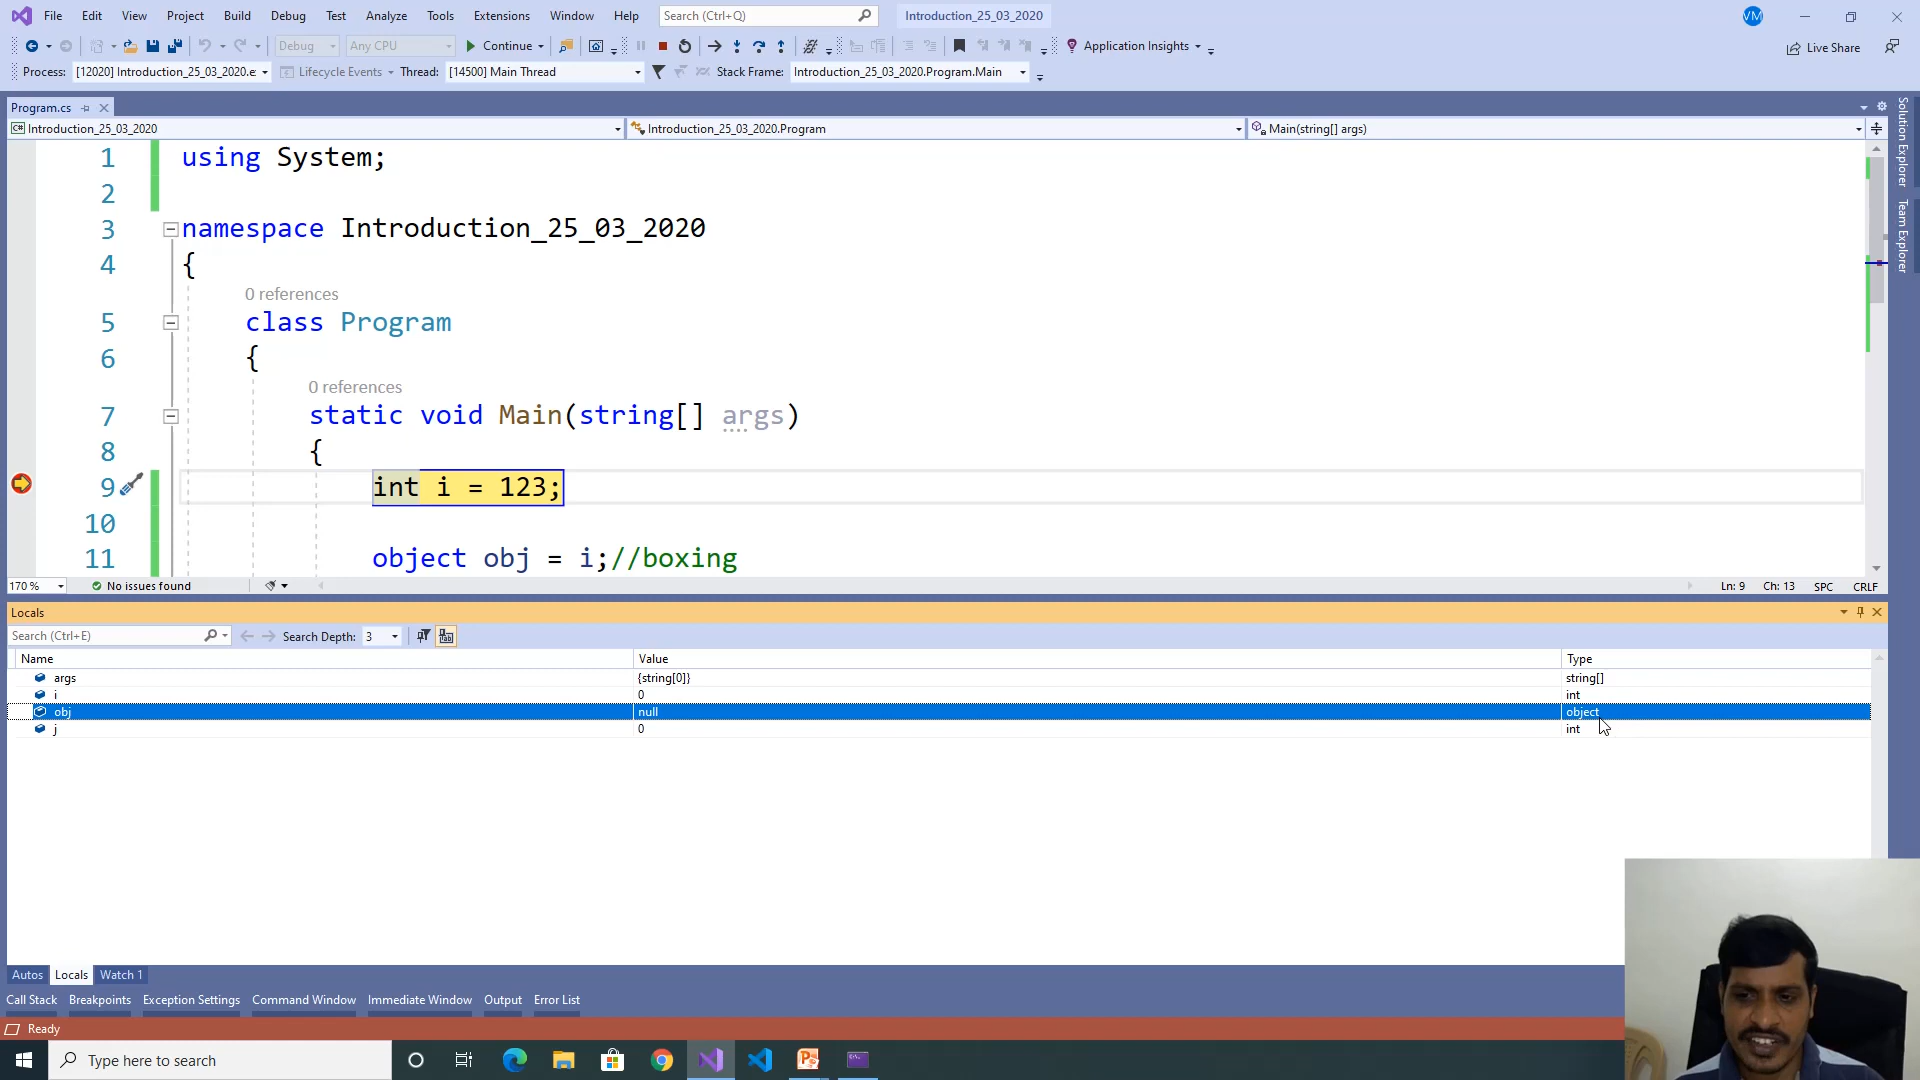 File Edit View Project Build Debug Test Analyze Tools Extensions Window Help Search (Ctrl+Q) Introduction_25_03_2020 VM
Debug Any CPU Continue Application Insights Live Share
Process: [12020] Introduction_25_03_2020.e Lifecycle Events Thread: [14500] Main Thread Stack Frame: Introduction_25_03_2020.Program.Main
Program.cs
C# Introduction_25_03_2020 Introduction_25_03_2020.Program Main(string[] args)
Solution Explorer
Team Explorer
1 using System;
2
3 namespace Introduction_25_03_2020
4 {
0 references
5 class Program
6 {
0 references
7 static void Main(string[] args)
8 {
9 int i = 123;
10
11 object obj = i;//boxing
170 % No issues found Ln: 9 Ch: 13 SPC CRLF
Locals
Search (Ctrl+E) Search Depth: 3
Name Value Type
args {string[0]} string[]
i 0 int
obj null object
j 0 int
Autos Locals Watch 1
Call Stack Breakpoints Exception Settings Command Window Immediate Window Output Error List
Ready
Type here to search